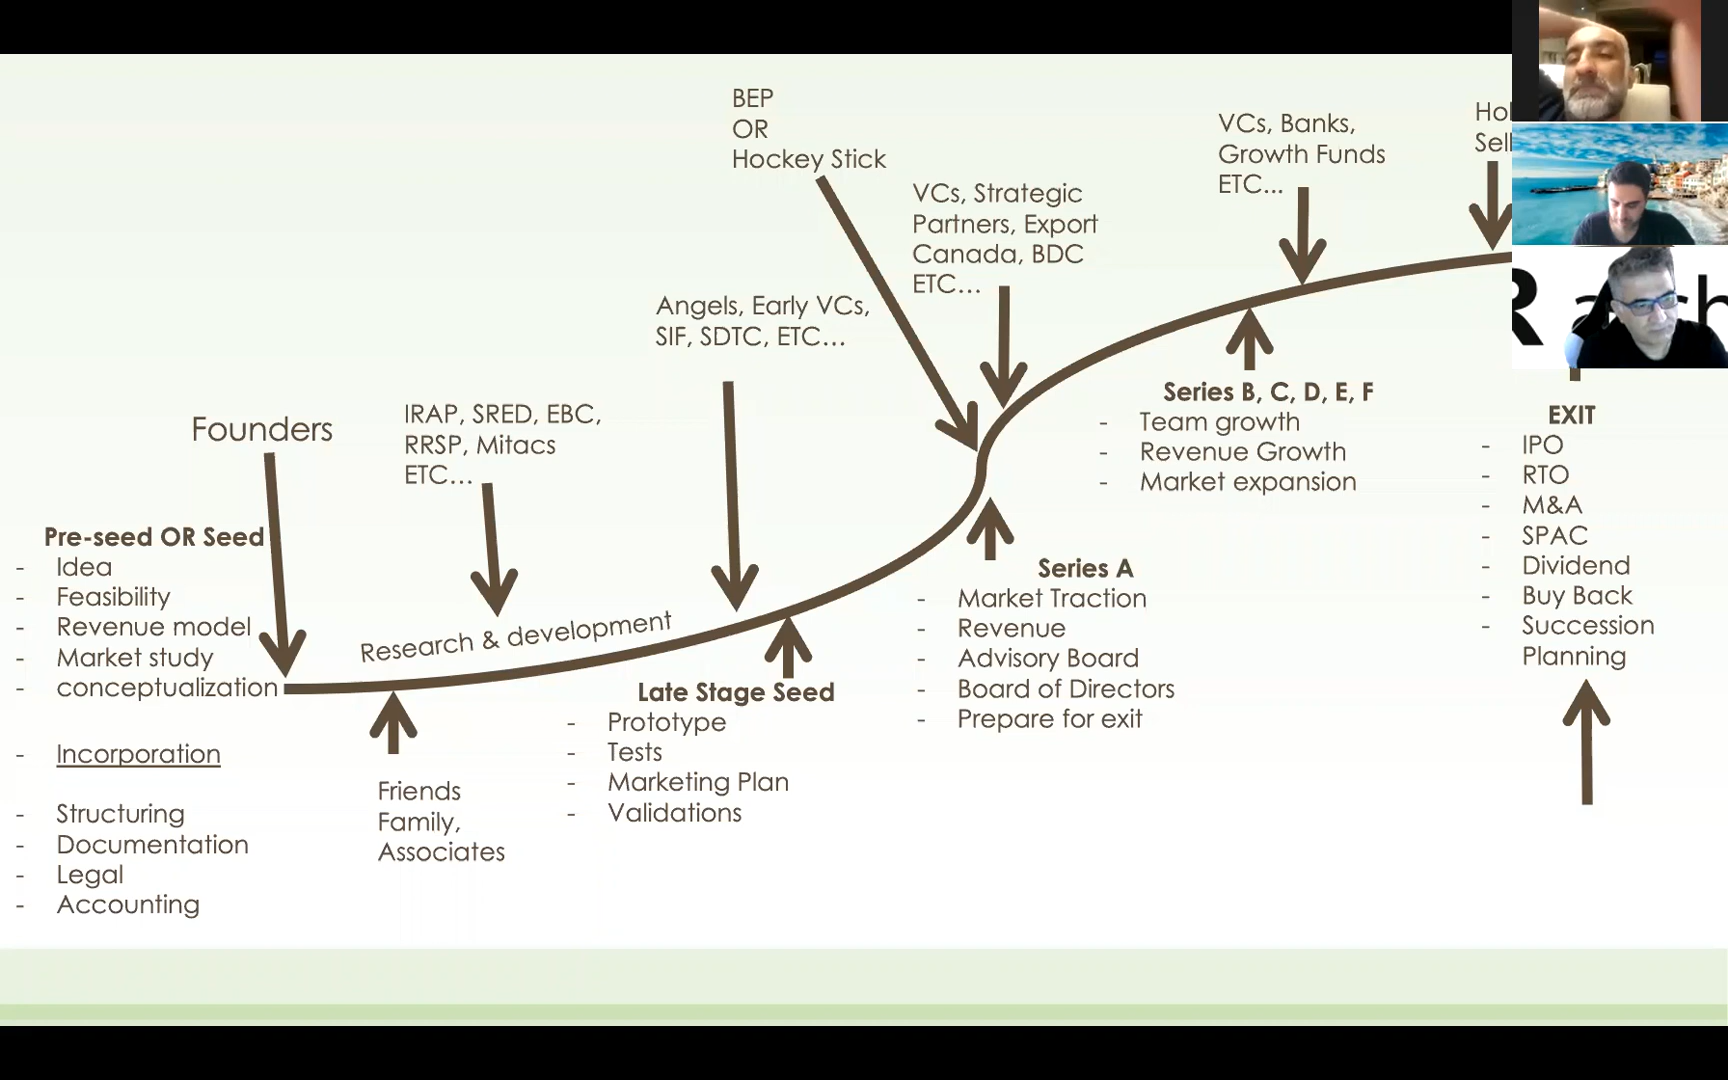 BEP
OR
Hockey Stick
VCs, Strategic
Partners, Export
Canada, BDC
ETC...
VCs, Banks,
Growth Funds
ETC...
Angels, Early VCs,
SIF, SDTC, ETC...
Founders
IRAP, SRED, EBC,
RRSP, Mitacs
ETC...
Pre-seed OR Seed
- Idea
- Feasibility
- Revenue model
- Market study
- conceptualization
- Incorporation
- Structuring
- Documentation
- Legal
- Accounting
Research & development
Friends
Family,
Associates
Late Stage Seed
- Prototype
- Tests
- Marketing Plan
- Validations
Series A
- Market Traction
- Revenue
- Advisory Board
- Board of Directors
- Prepare for exit
Series B, C, D, E, F
- Team growth
- Revenue Growth
- Market expansion
EXIT
- IPO
- RTO
- M&A
- SPAC
- Dividend
- Buy Back
- Succession
Planning